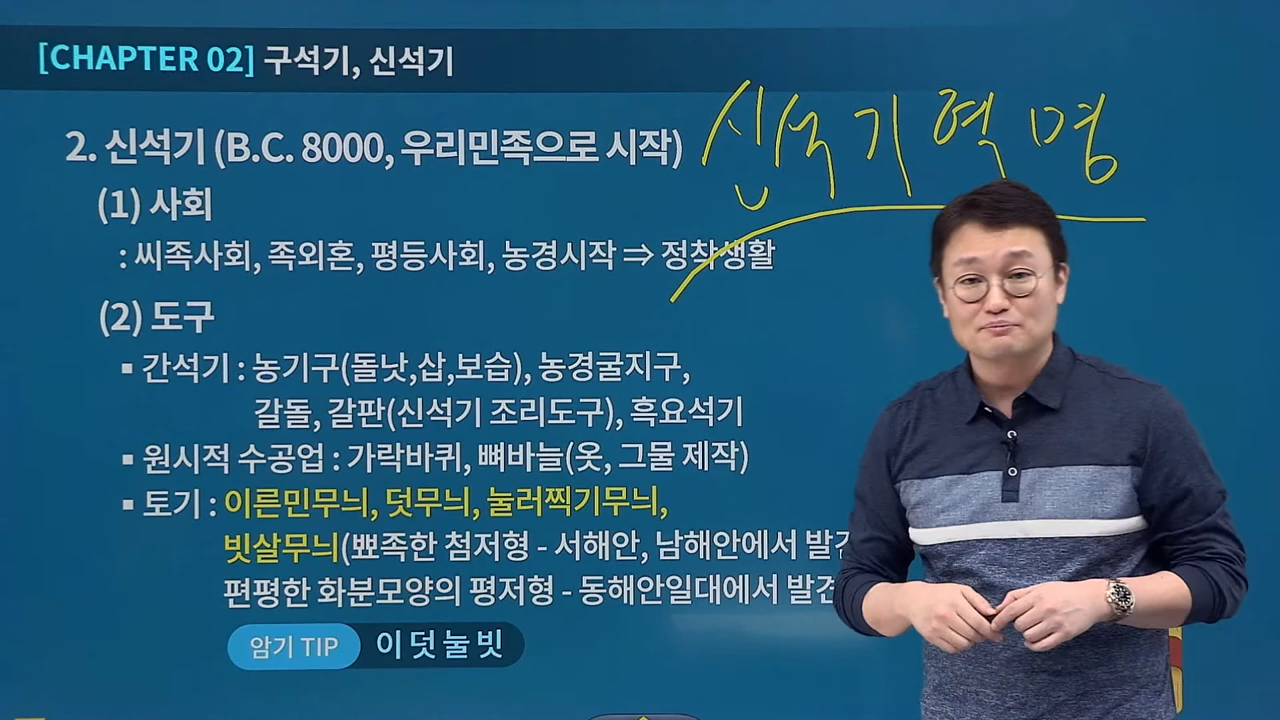 [CHAPTER 02] 구석기, 신석기
신석기혁명
2. 신석기 (B.C. 8000, 우리민족으로 시작)
(1) 사회
: 씨족사회, 족외혼, 평등사회, 농경시작 ⇒ 정착생활
(2) 도구
▪ 간석기 : 농기구(돌낫,삽,보습), 농경굴지구,
갈돌, 갈판(신석기 조리도구), 흑요석기
▪ 원시적 수공업 : 가락바퀴, 뼈바늘(옷, 그물 제작)
▪ 토기 : 이른민무늬, 덧무늬, 눌러찍기무늬,
빗살무늬(뾰족한 첨저형 - 서해안, 남해안에서 발견
편평한 화분모양의 평저형 - 동해안일대에서 발견
암기 TIP 이 덧 눌 빗